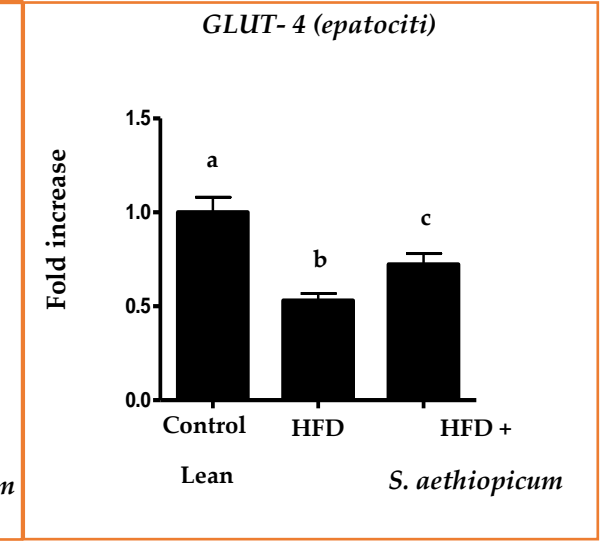 GLUT- 4 (epatociti)
Fold increase
1.5
1.0
0.5
0.0
a
b
c
Control
Lean
HFD
HFD +
S. aethiopicum